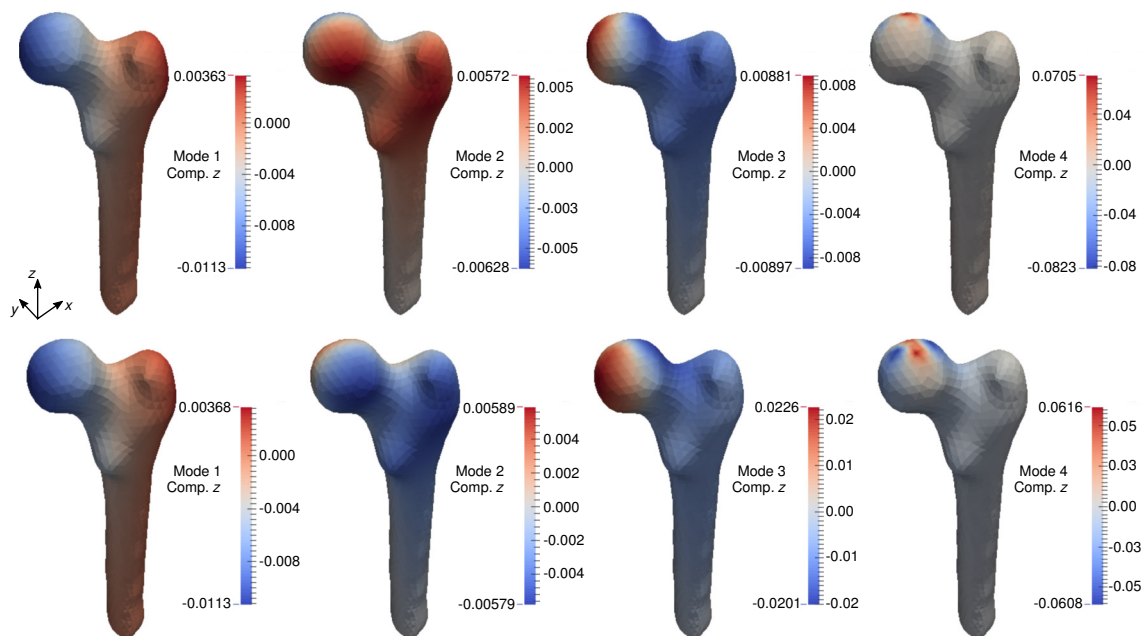 0.00363
0.000
Mode 1
Comp. z
-0.004
-0.008
-0.0113
0.00572
0.005
0.003
Mode 2
Comp. z
0.000
-0.003
-0.005
-0.00628
0.00881
0.008
0.004
Mode 3
Comp. z
0.000
-0.004
-0.008
-0.00897
0.0705
0.04
Mode 4
Comp. z
0.00
-0.04
-0.08
-0.0823
z
y
x
0.00368
0.000
Mode 1
Comp. z
-0.004
-0.008
-0.0113
0.00589
0.004
0.002
Mode 2
Comp. z
0.000
-0.002
-0.004
-0.00579
0.0226
0.02
0.01
Mode 3
Comp. z
0.00
-0.01
-0.02
-0.0201
0.0616
0.05
0.03
Mode 4
Comp. z
0.00
-0.03
-0.05
-0.0608